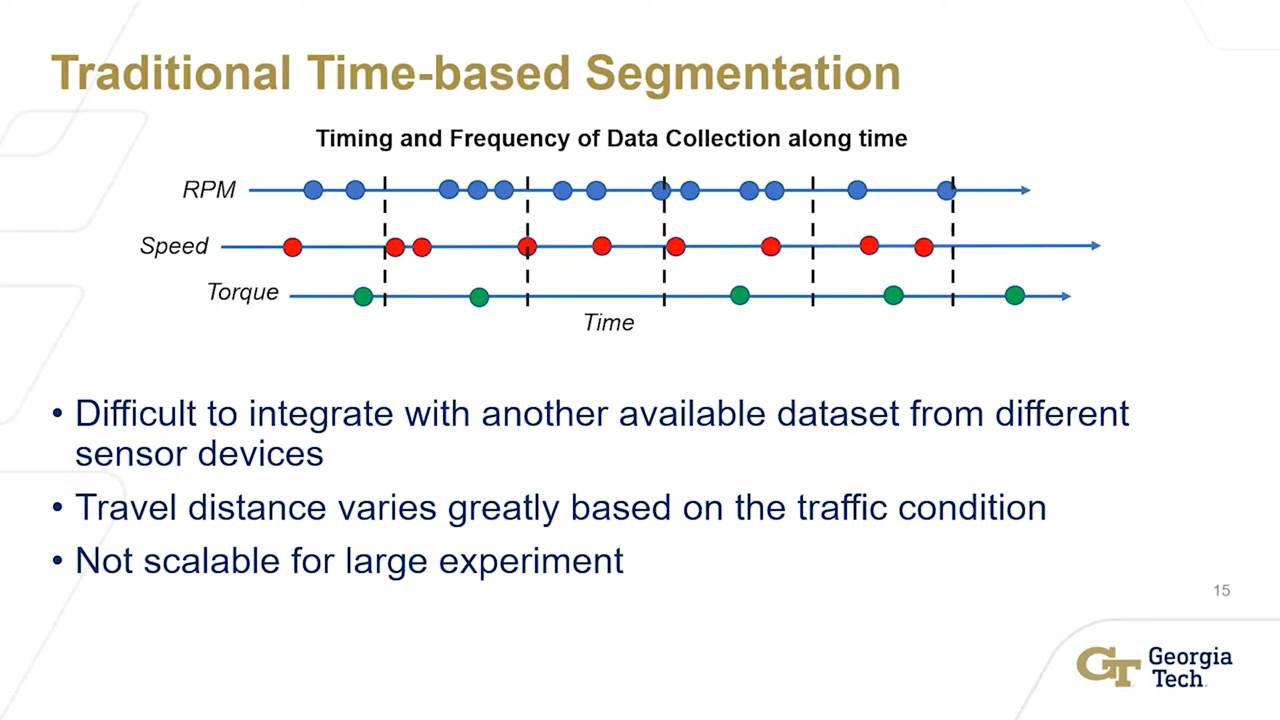 Traditional Time-based Segmentation
Timing and Frequency of Data Collection along time
RPM
Speed
Torque
Time
• Difficult to integrate with another available dataset from different
sensor devices
• Travel distance varies greatly based on the traffic condition
• Not scalable for large experiment
15
GT Georgia
Tech.